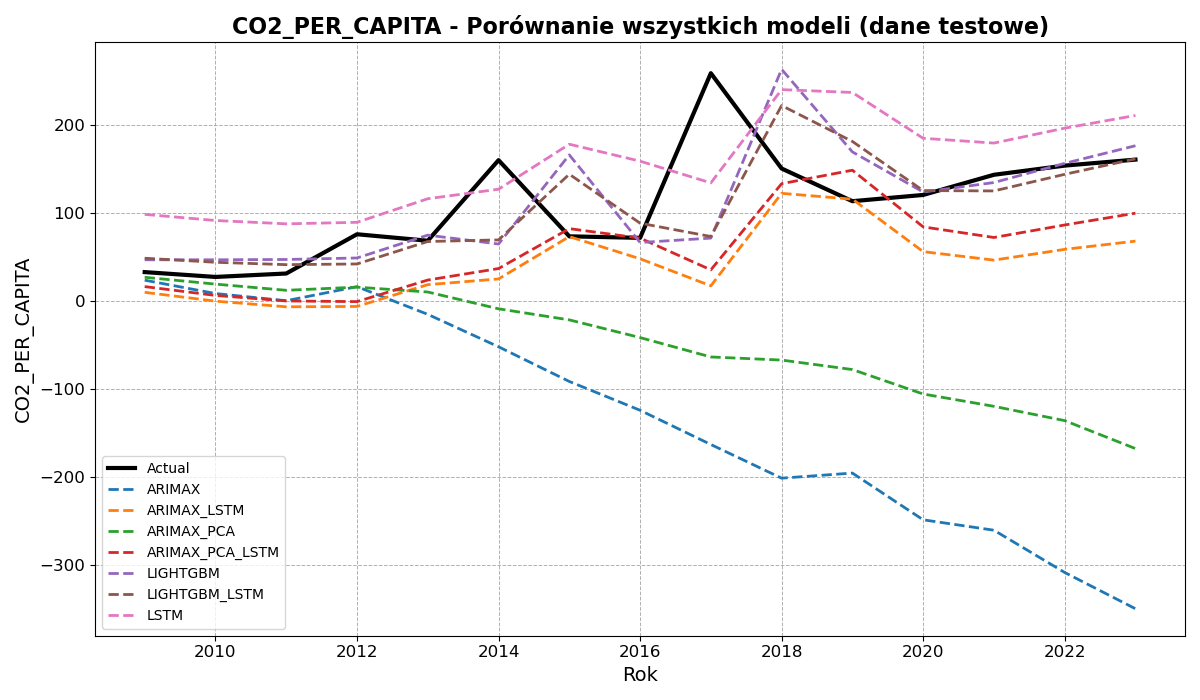 CO2_PER_CAPITA - Porównanie wszystkich modeli (dane testowe)
CO2_PER_CAPITA
200
100
0
−100
−200
−300
Actual
ARIMAX
ARIMAX_LSTM
ARIMAX_PCA
ARIMAX_PCA_LSTM
LIGHTGBM
LIGHTGBM_LSTM
LSTM
2010 2012 2014 2016 2018 2020 2022
Rok